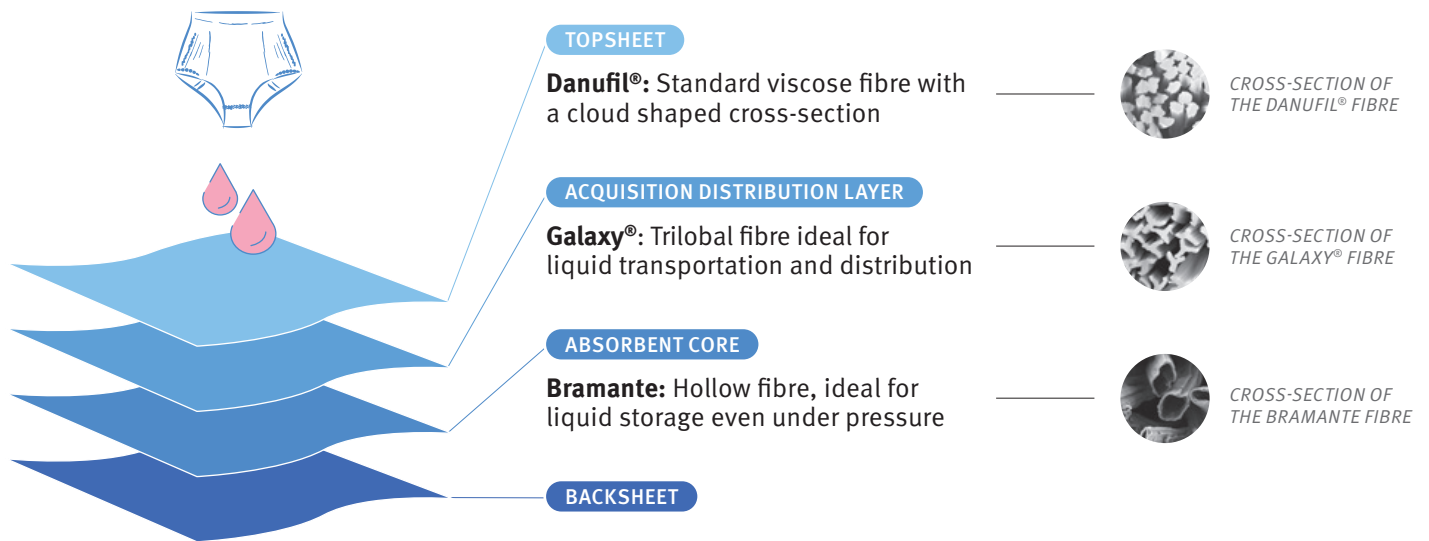 TOPSHEET
Danufil®: Standard viscose fibre with
a cloud shaped cross-section
CROSS-SECTION OF
THE DANUFIL® FIBRE
ACQUISITION DISTRIBUTION LAYER
Galaxy®: Trilobal fibre ideal for
liquid transportation and distribution
CROSS-SECTION OF
THE GALAXY® FIBRE
ABSORBENT CORE
Bramante: Hollow fibre, ideal for
liquid storage even under pressure
CROSS-SECTION OF
THE BRAMANTE FIBRE
BACKSHEET